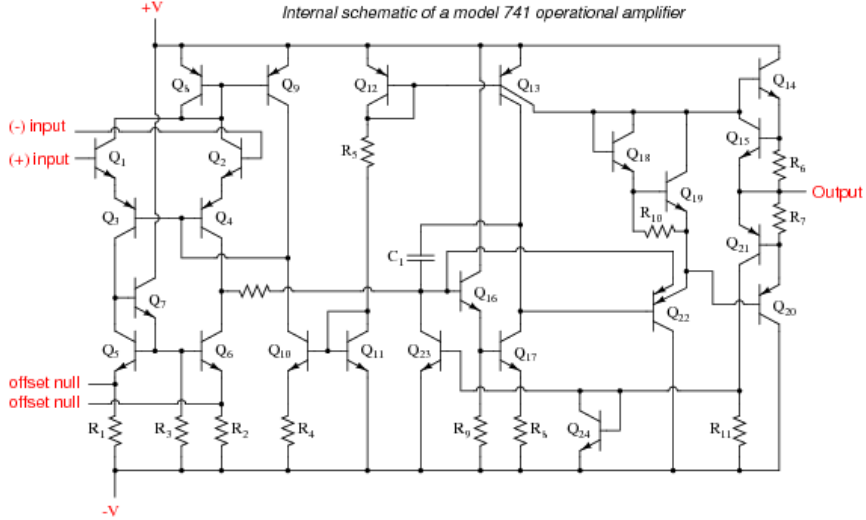 +V
Internal schematic of a model 741 operational amplifier
Q8 Q9 Q12 Q13 Q14
(-) input
(+) input
Q1 Q2 R5 Q18 Q15 R6
Q19
Output
Q3 Q4 R10 R7
C1 Q21
Q7 Q16 Q22 Q20
Q5 Q6 Q10 Q11 Q23 Q17
offset null
offset null
R1 R3 R2 R4 R9 R8 Q24 R11
-V